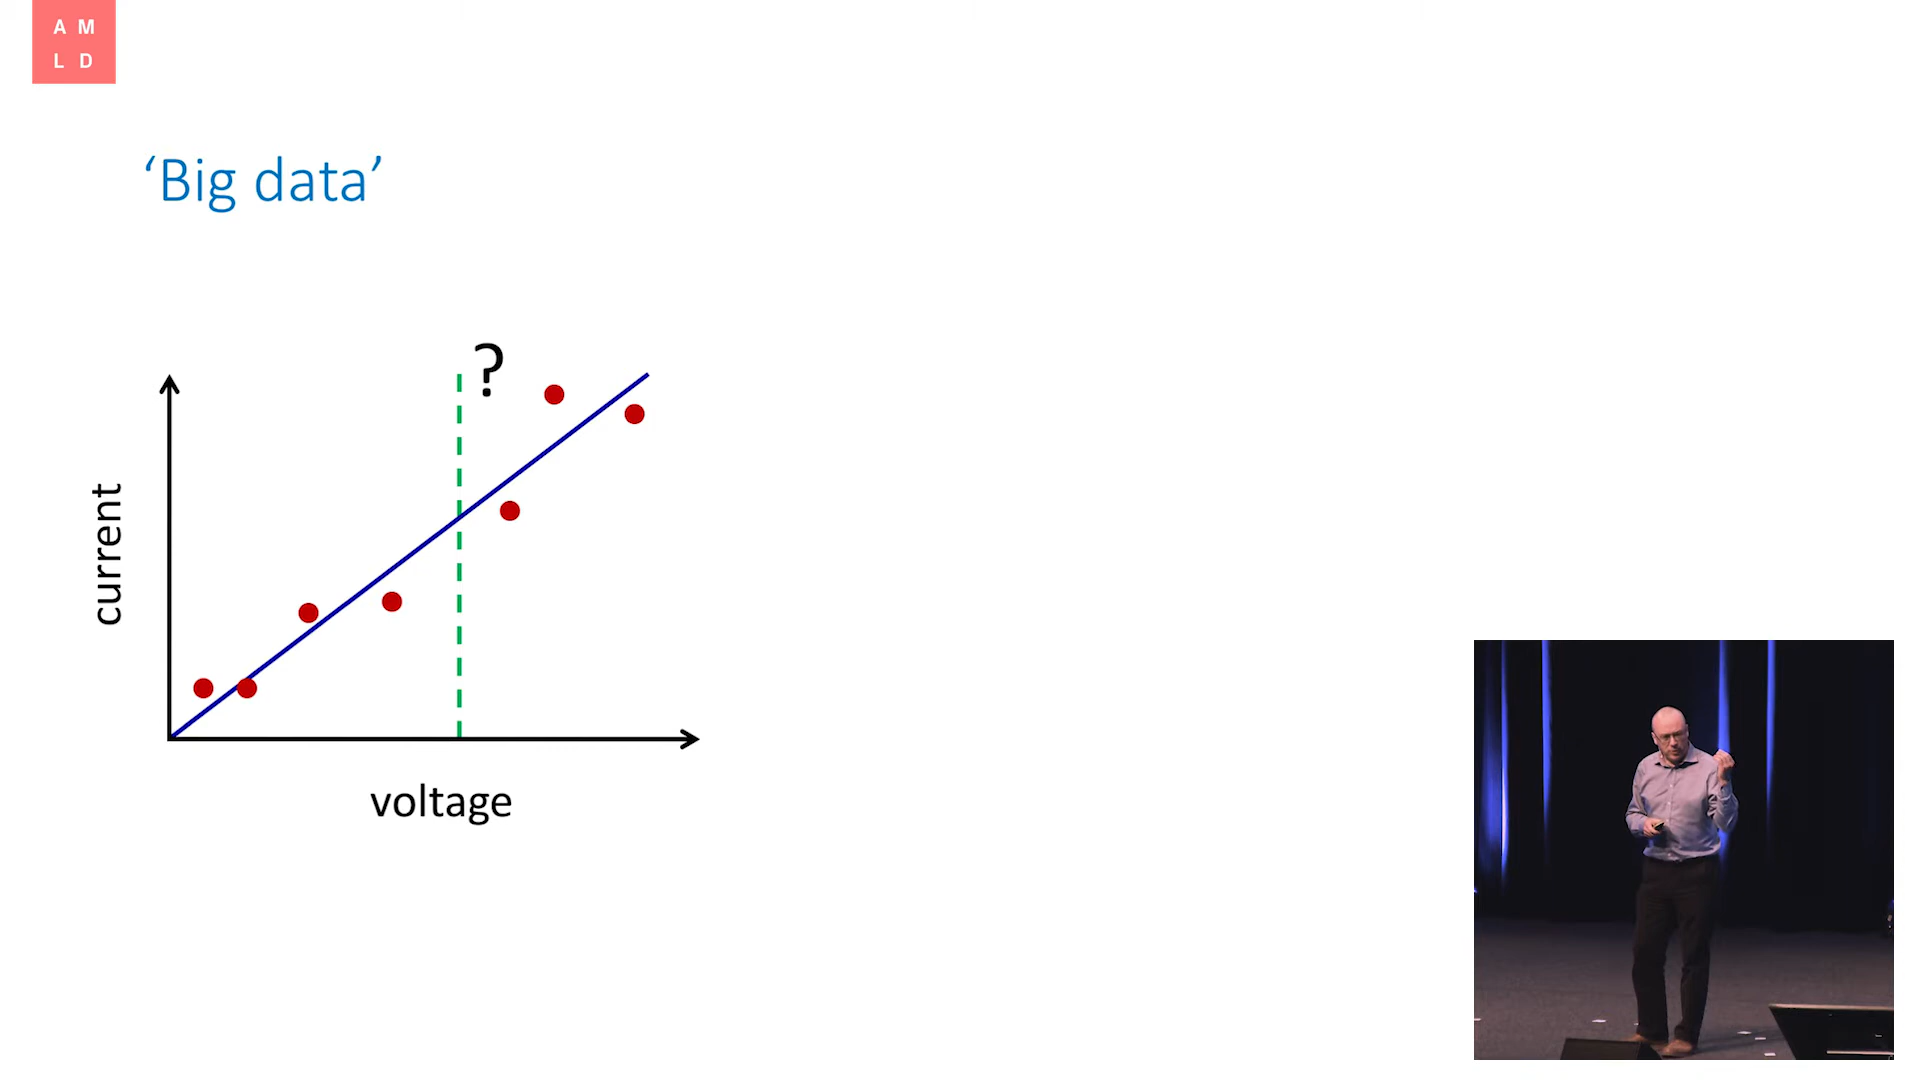 A M
L D
‘Big data’
?
current
voltage